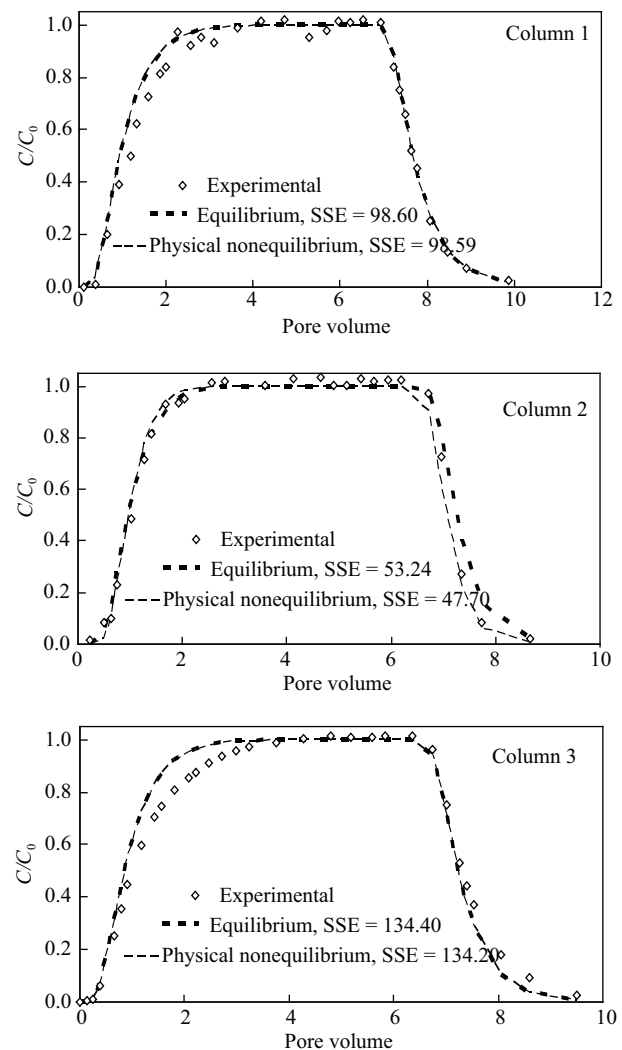 1.0
0.8
0.6
0.4
0.2
0.0
C/C0
Column 1
Experimental
Equilibrium, SSE = 98.60
Physical nonequilibrium, SSE =
0 2 4 6 8 10 12
Pore volume
1.0
0.8
0.6
0.4
0.2
0.0
C/C0
Column 2
Experimental
Equilibrium, SSE = 53.24
Physical nonequilibrium, SSE = 47.70
0 2 4 6 8 10
Pore volume
1.0
0.8
0.6
0.4
0.2
0.0
C/C0
Column 3
Experimental
Equilibrium, SSE = 134.40
Physical nonequilibrium, SSE = 134.20
0 2 4 6 8 10
Pore volume